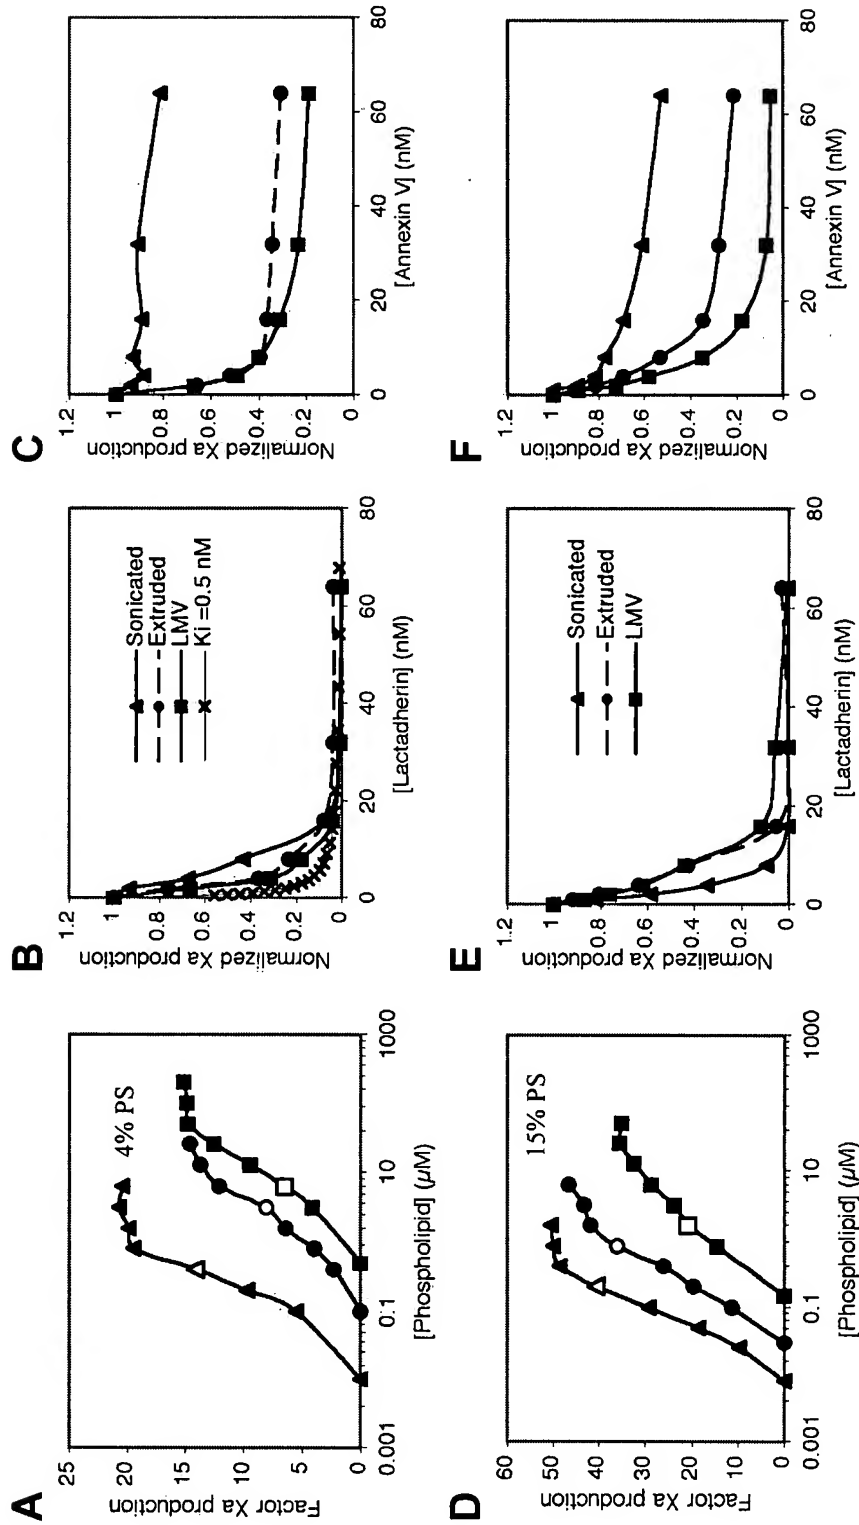 A
25
20
15
10
5
0
Factor Xa production
4% PS
0.001
0.1
10
1000
[Phospholipid] (µM)
B
1.2
1
0.8
0.6
0.4
0.2
0
Normalized Xa production
Sonicated
Extruded
LMV
Ki =0.5 nM
0
20
40
60
80
[Lactadherin] (nM)
C
1.2
1
0.8
0.6
0.4
0.2
0
Normalized Xa production
0
20
40
60
80
[Annexin V] (nM)
D
60
50
40
30
20
10
0
Factor Xa production
15% PS
0.001
0.1
10
1000
[Phospholipid] (µM)
E
1.2
1
0.8
0.6
0.4
0.2
0
Normalized Xa production
Sonicated
Extruded
LMV
0
20
40
60
80
[Lactadherin] (nM)
F
1.2
1
0.8
0.6
0.4
0.2
0
Normalized Xa production
0
20
40
60
80
[Annexin V] (nM)